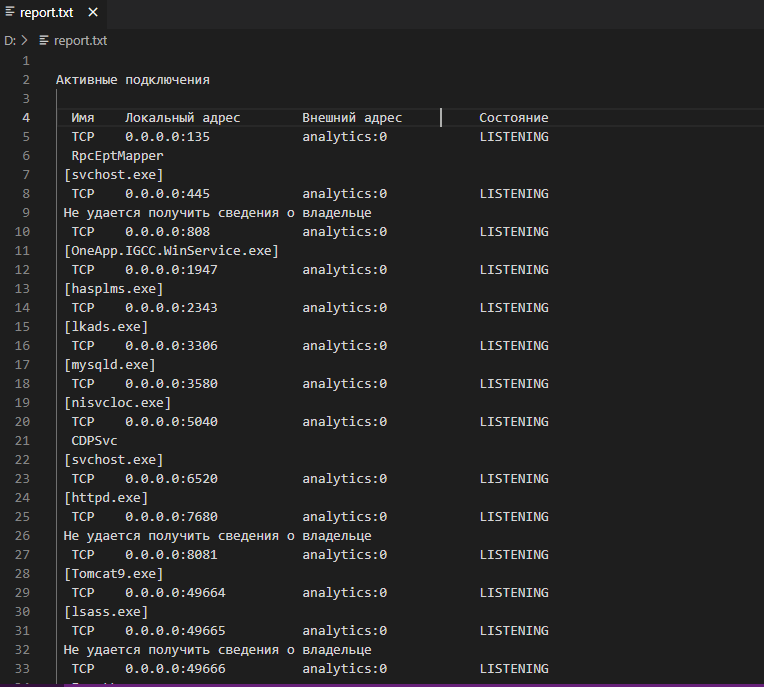 report.txt
D: > report.txt
1
2 Активные подключения
3
4 Имя Локальный адрес Внешний адрес Состояние
5 TCP 0.0.0.0:135 analytics:0 LISTENING
6 RpcEptMapper
7 [svchost.exe]
8 TCP 0.0.0.0:445 analytics:0 LISTENING
9 Не удается получить сведения о владельце
10 TCP 0.0.0.0:808 analytics:0 LISTENING
11 [OneApp.IGCC.WinService.exe]
12 TCP 0.0.0.0:1947 analytics:0 LISTENING
13 [hasplms.exe]
14 TCP 0.0.0.0:2343 analytics:0 LISTENING
15 [lkads.exe]
16 TCP 0.0.0.0:3306 analytics:0 LISTENING
17 [mysqld.exe]
18 TCP 0.0.0.0:3580 analytics:0 LISTENING
19 [nisvcloc.exe]
20 TCP 0.0.0.0:5040 analytics:0 LISTENING
21 CDPSvc
22 [svchost.exe]
23 TCP 0.0.0.0:6520 analytics:0 LISTENING
24 [httpd.exe]
25 TCP 0.0.0.0:7680 analytics:0 LISTENING
26 Не удается получить сведения о владельце
27 TCP 0.0.0.0:8081 analytics:0 LISTENING
28 [Tomcat9.exe]
29 TCP 0.0.0.0:49664 analytics:0 LISTENING
30 [lsass.exe]
31 TCP 0.0.0.0:49665 analytics:0 LISTENING
32 Не удается получить сведения о владельце
33 TCP 0.0.0.0:49666 analytics:0 LISTENING